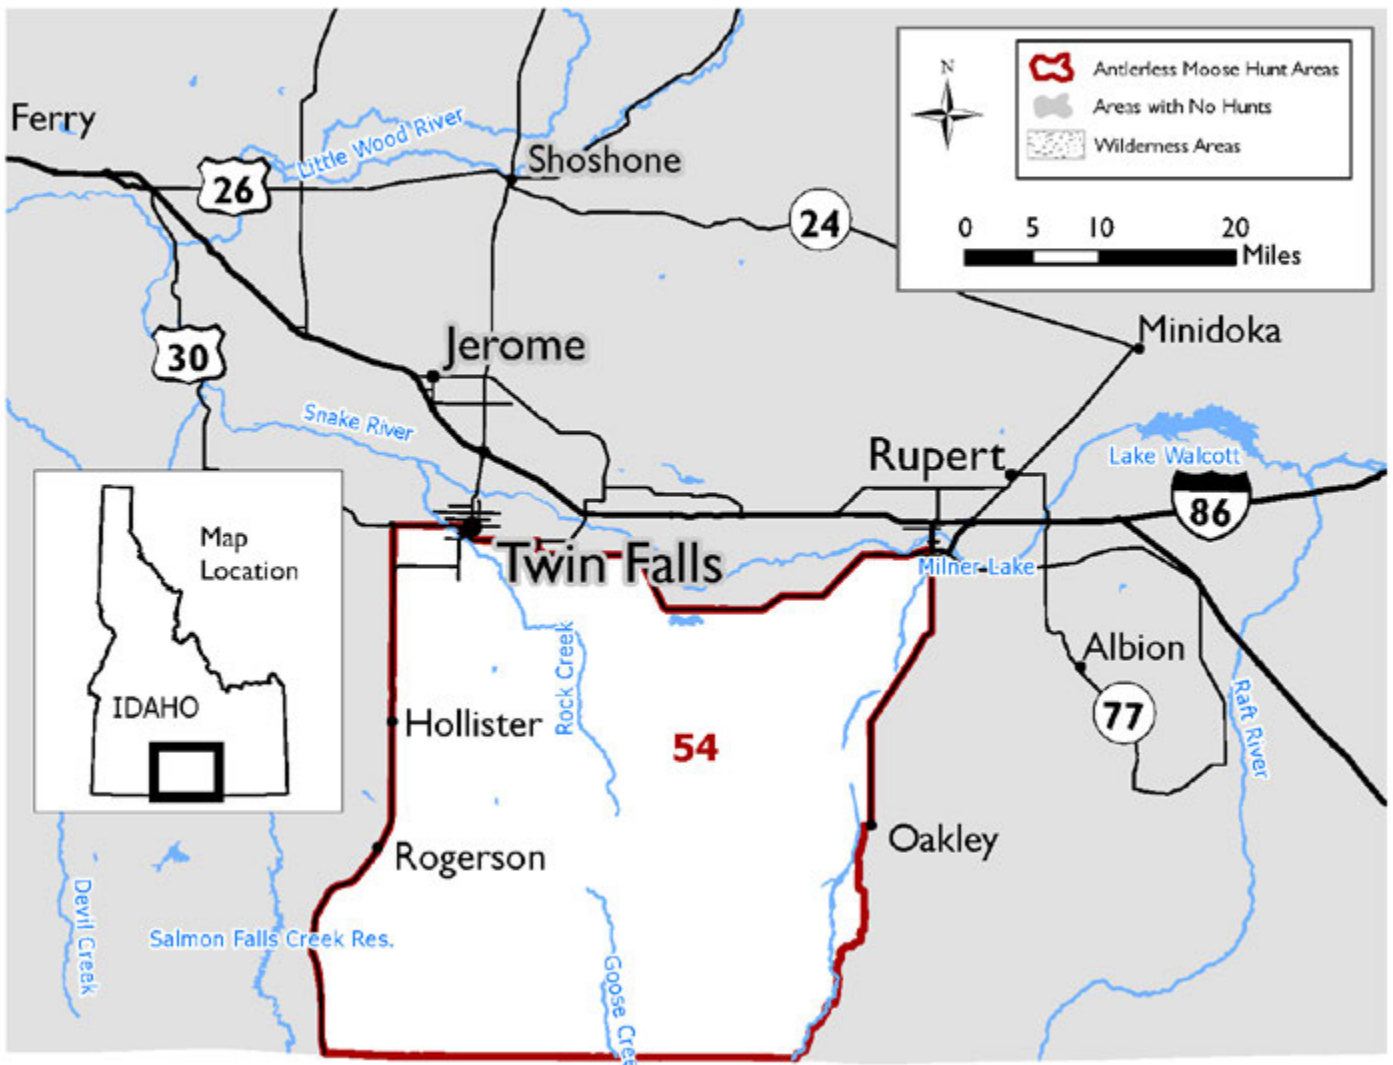 N
Antlerless Moose Hunt Areas
Areas with No Hunts
Wilderness Areas
0 5 10 20
Miles
Ferry
26
Little Wood River
Shoshone
24
30
Jerome
Minidoka
Snake River
Rupert
Lake Walcott
86
Map
Location
IDAHO
Twin Falls
Milner Lake
Rock Creek
Albion
77
Raft River
Hollister
54
Rogerson
Oakley
Devil Creek
Salmon Falls Creek Res.
Goose Cree